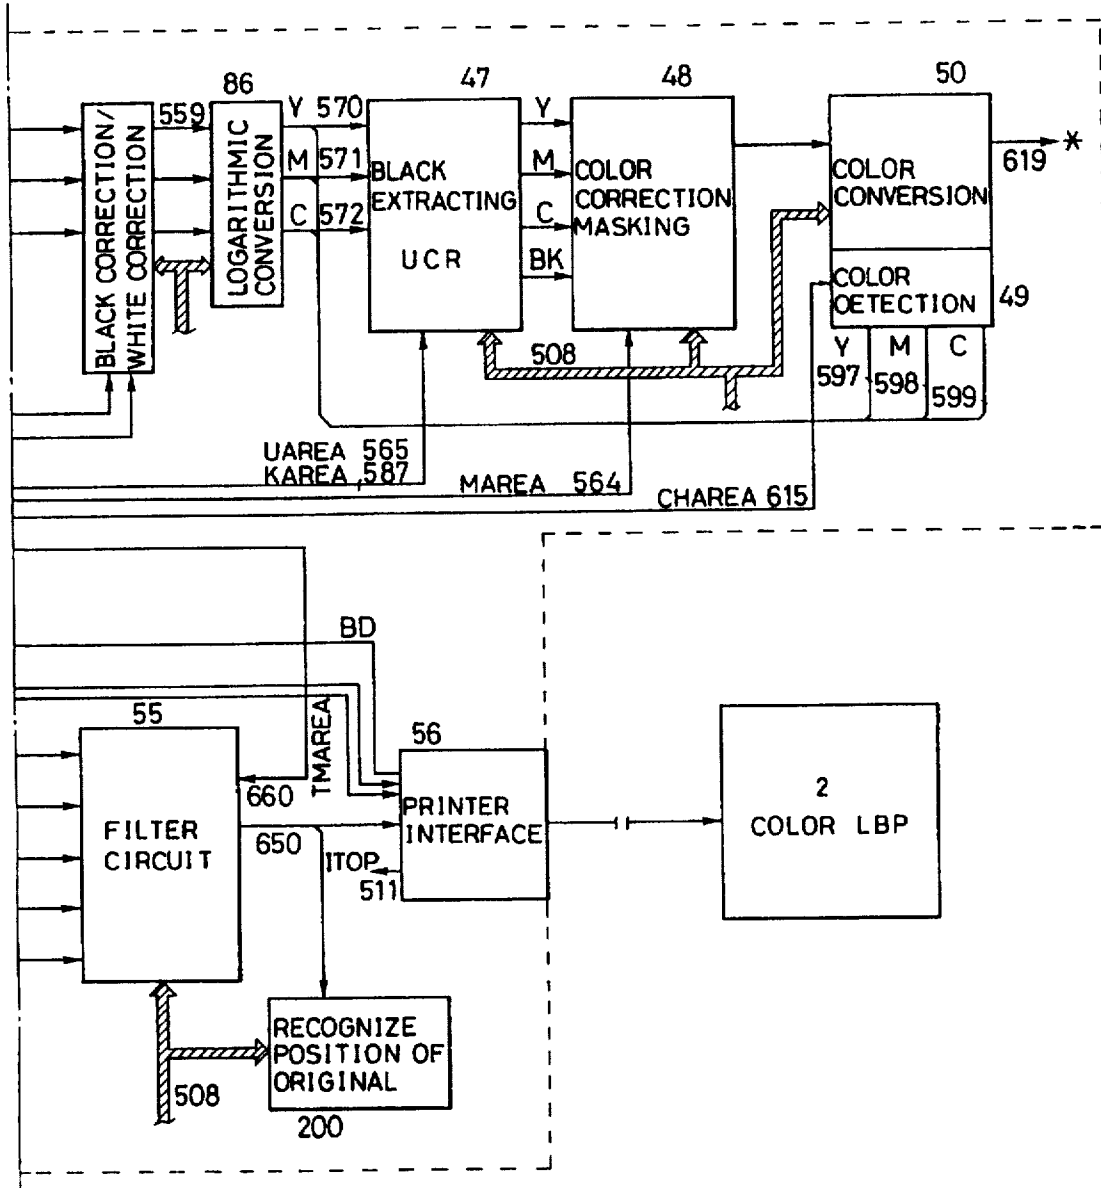 86
47
48
50
559
Y 570
M 571
C 572
Y
M
C
BK
619
*
BLACK CORRECTION/
WHITE CORRECTION
LOGARITHMIC
CONVERSION
BLACK
EXTRACTING
UCR
COLOR
CORRECTION
MASKING
COLOR
CONVERSION
COLOR
OETECTION
49
508
Y
597
M
598
C
599
UAREA 565
KAREA 587
MAREA 564
CHAREA 615
BD
TMAREA
55
56
660
FILTER
CIRCUIT
650
ITOP
511
PRINTER
INTERFACE
2
COLOR LBP
RECOGNIZE
POSITION OF
ORIGINAL
508
200